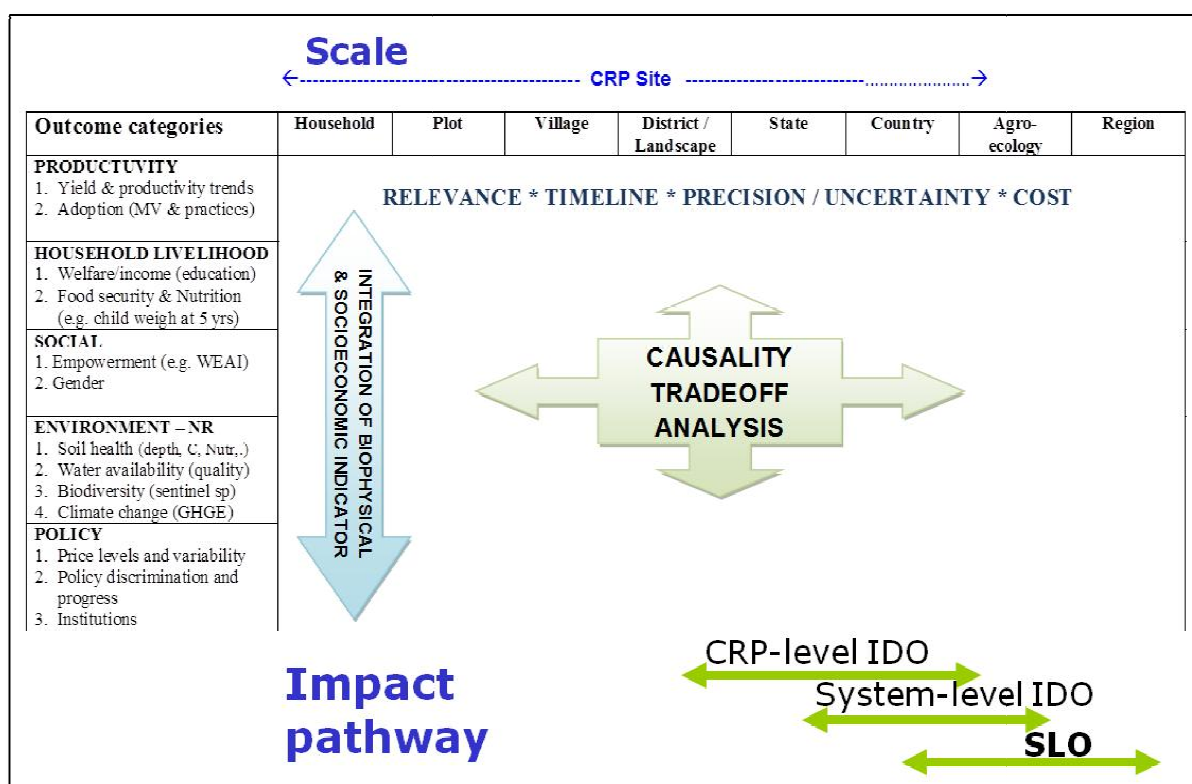 Scale
<-------------------------------------------- CRP Site ---------------------------.....................->
Outcome categories
Household
Plot
Village
District /
Landscape
State
Country
Agro-
ecology
Region
PRODUCTUVITY
1. Yield & productivity trends
2. Adoption (MV & practices)
RELEVANCE * TIMELINE * PRECISION / UNCERTAINTY * COST
HOUSEHOLD LIVELIHOOD
1. Welfare/income (education)
2. Food security & Nutrition
(e.g. child weigh at 5 yrs)
SOCIAL
1. Empowerment (e.g. WEAI)
2. Gender
ENVIRONMENT – NR
1. Soil health (depth, C, Nutr,.)
2. Water availability (quality)
3. Biodiversity (sentinel sp)
4. Climate change (GHGE)
POLICY
1. Price levels and variability
2. Policy discrimination and
progress
3. Institutions
INTEGRATION OF BIOPHYSICAL
& SOCIOECONOMIC INDICATOR
CAUSALITY
TRADEOFF
ANALYSIS
Impact
pathway
CRP-level IDO
System-level IDO
SLO